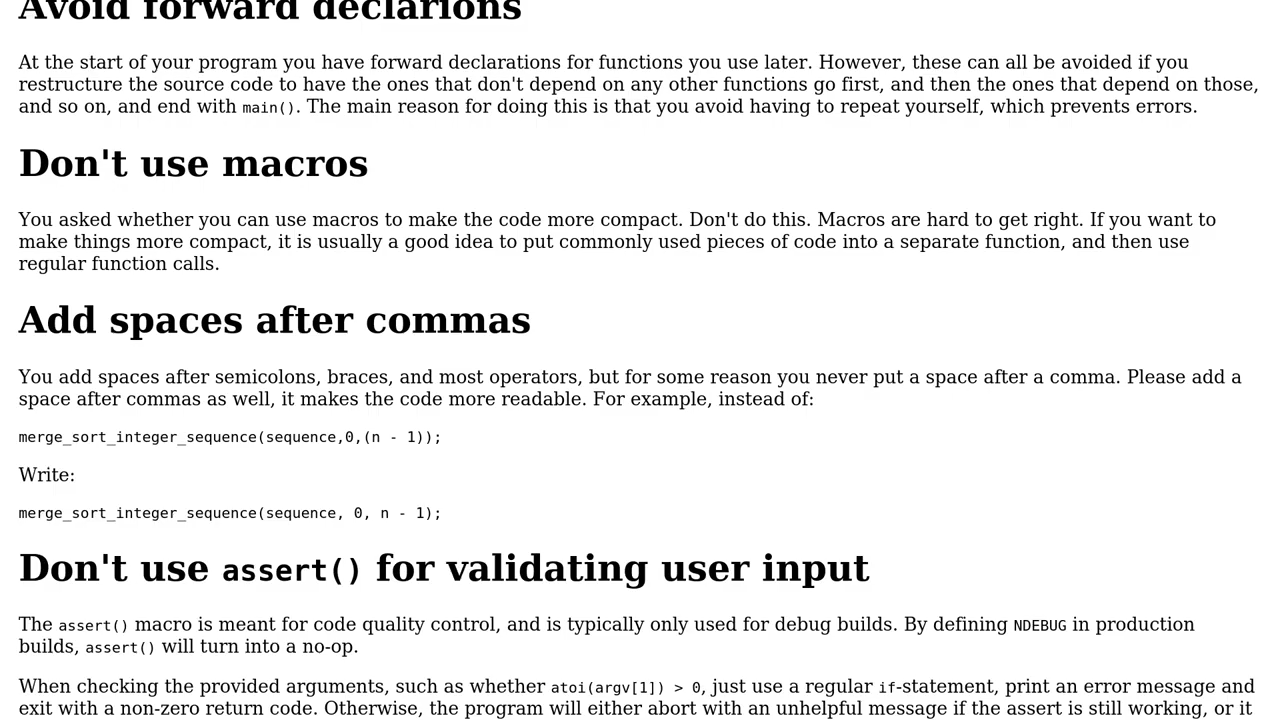 Avoid forward declarions
At the start of your program you have forward declarations for functions you use later. However, these can all be avoided if you
restructure the source code to have the ones that don't depend on any other functions go first, and then the ones that depend on those,
and so on, and end with main(). The main reason for doing this is that you avoid having to repeat yourself, which prevents errors.
Don't use macros
You asked whether you can use macros to make the code more compact. Don't do this. Macros are hard to get right. If you want to
make things more compact, it is usually a good idea to put commonly used pieces of code into a separate function, and then use
regular function calls.
Add spaces after commas
You add spaces after semicolons, braces, and most operators, but for some reason you never put a space after a comma. Please add a
space after commas as well, it makes the code more readable. For example, instead of:
merge_sort_integer_sequence(sequence,0,(n - 1));
Write:
merge_sort_integer_sequence(sequence, 0, n - 1);
Don't use assert() for validating user input
The assert() macro is meant for code quality control, and is typically only used for debug builds. By defining NDEBUG in production
builds, assert() will turn into a no-op.
When checking the provided arguments, such as whether atoi(argv[1]) > 0, just use a regular if-statement, print an error message and
exit with a non-zero return code. Otherwise, the program will either abort with an unhelpful message if the assert is still working, or it